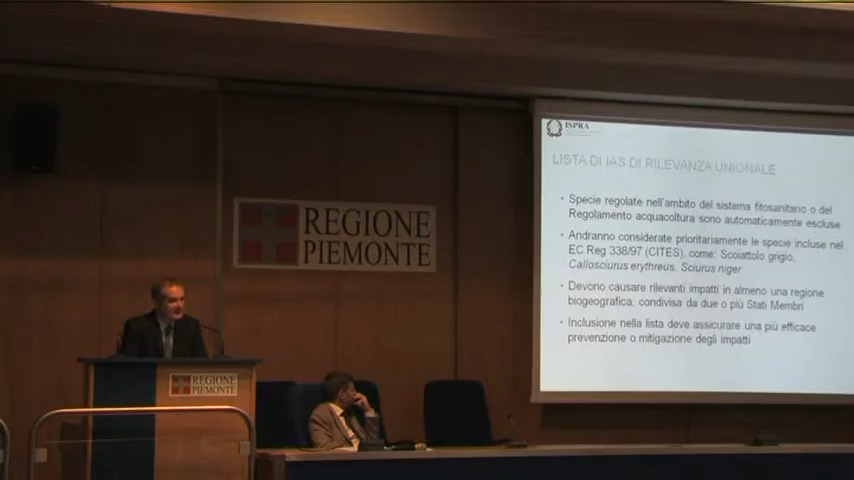 ISPRA
LISTA DI IAS DI RILEVANZA UNIONALE
• Specie regolate nell'ambito del sistema fitosanitario o del
Regolamento acquacoltura sono automaticamente escluse
• Andranno considerate prioritariamente le specie incluse nel
EC Reg 338/97 (CITES), come: Scoiattolo grigio,
Callosciurus erythreus, Sciurus niger
• Devono causare rilevanti impatti in almeno una regione
biogeografica, condivisa da due o più Stati Membri
• Inclusione nella lista deve assicurare una più efficace
prevenzione o mitigazione degli impatti
REGIONE
PIEMONTE
REGIONE
PIEMONTE